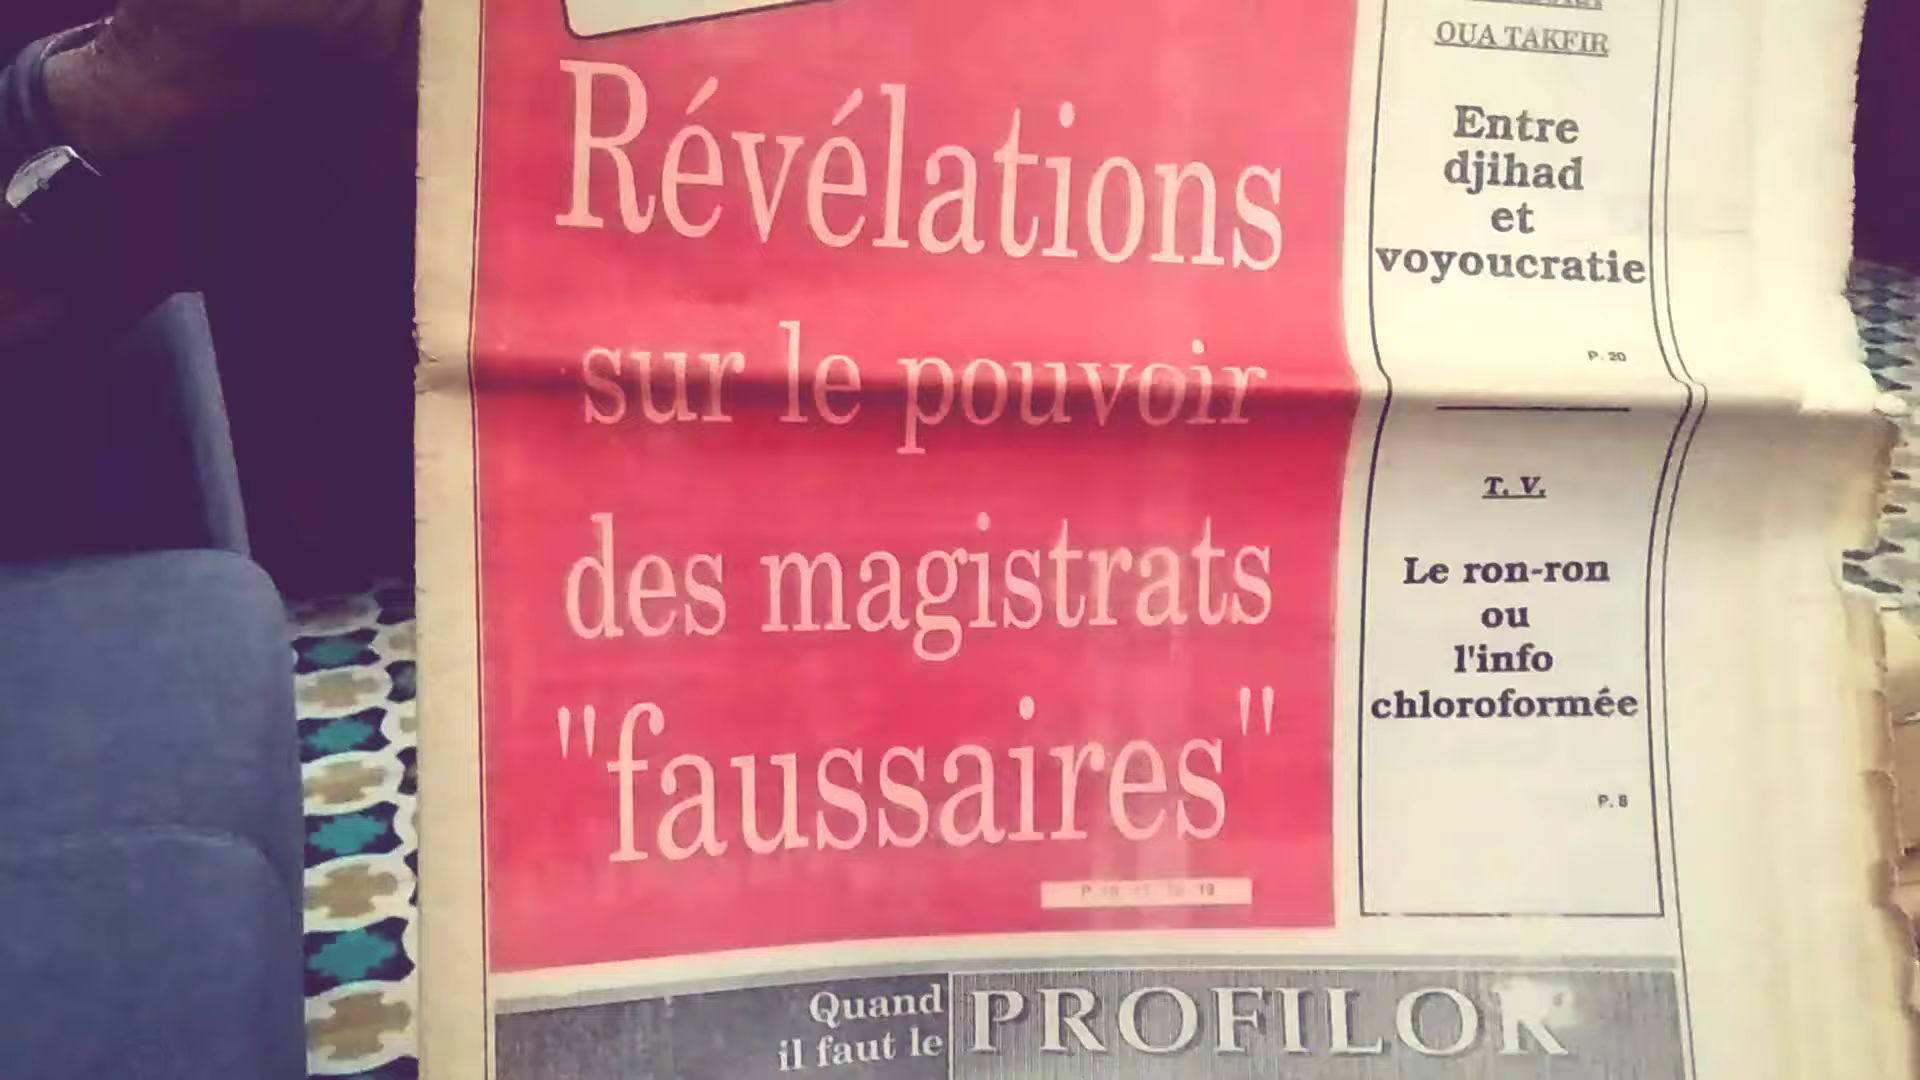 Révélations
sur le pouvoir
des magistrats
"faussaires"
OUA TAKFIR
Entre
djihad
et
voyoucratie
P. 20
T. V.
Le ron-ron
ou
l'info
chloroformée
P. 8
Quand
il faut le
PROFILOR